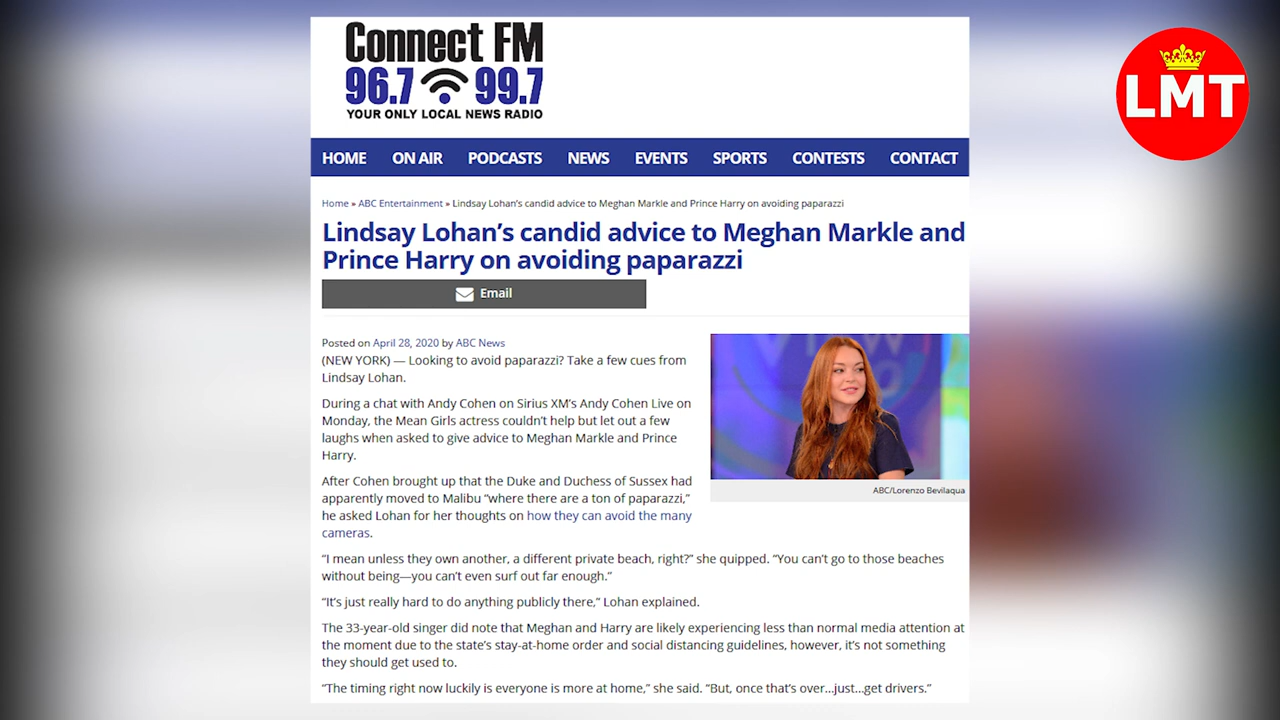 Connect FM
96.7 99.7
YOUR ONLY LOCAL NEWS RADIO
LMT
HOME ON AIR PODCASTS NEWS EVENTS SPORTS CONTESTS CONTACT
Home » ABC Entertainment » Lindsay Lohan’s candid advice to Meghan Markle and Prince Harry on avoiding paparazzi
Lindsay Lohan’s candid advice to Meghan Markle and
Prince Harry on avoiding paparazzi
Email
Posted on April 28, 2020 by ABC News
(NEW YORK) — Looking to avoid paparazzi? Take a few cues from
Lindsay Lohan.
During a chat with Andy Cohen on Sirius XM’s Andy Cohen Live on
Monday, the Mean Girls actress couldn’t help but let out a few
laughs when asked to give advice to Meghan Markle and Prince
Harry.
After Cohen brought up that the Duke and Duchess of Sussex had
apparently moved to Malibu “where there are a ton of paparazzi,”
he asked Lohan for her thoughts on how they can avoid the many
cameras.
ABC/Lorenzo Bevilaqua
“I mean unless they own another, a different private beach, right?” she quipped. “You can’t go to those beaches
without being—you can’t even surf out far enough.”
“It’s just really hard to do anything publicly there,” Lohan explained.
The 33-year-old singer did note that Meghan and Harry are likely experiencing less than normal media attention at
the moment due to the state’s stay-at-home order and social distancing guidelines, however, it’s not something
they should get used to.
“The timing right now luckily is everyone is more at home,” she said. “But, once that’s over...just...get drivers.”